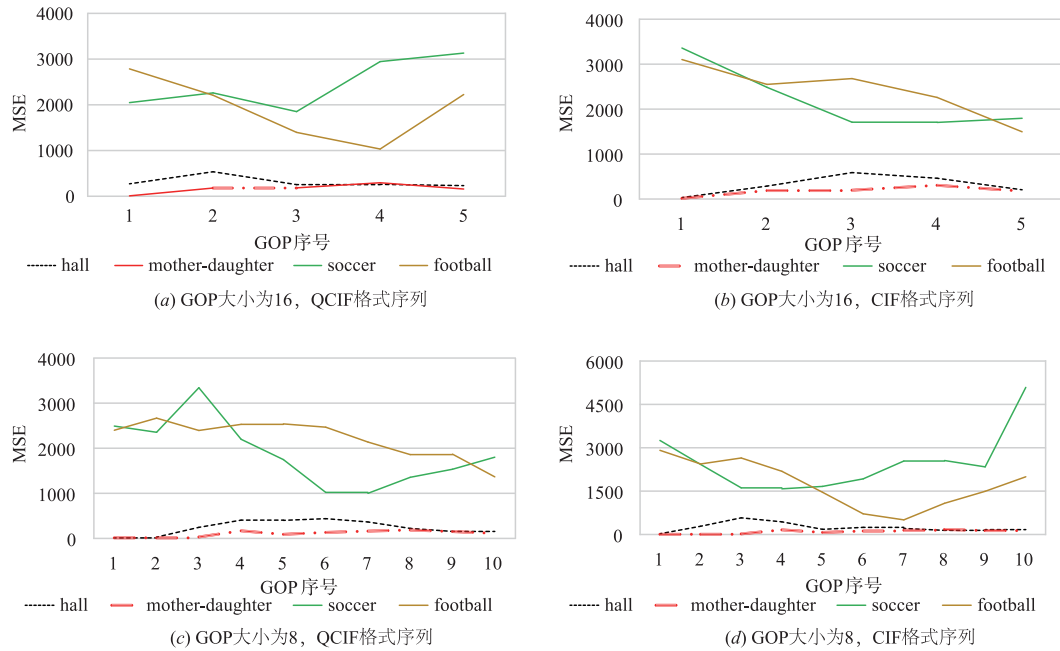 4000
3000
2000
1000
0
MSE
1 2 3 4 5
GOP序号
hall mother-daughter soccer football
(a) GOP大小为16，QCIF格式序列
4000
3000
2000
1000
0
MSE
1 2 3 4 5
GOP序号
hall mother-daughter soccer football
(b) GOP大小为16，CIF格式序列
4000
3000
2000
1000
0
MSE
1 2 3 4 5 6 7 8 9 10
GOP序号
hall mother-daughter soccer football
(c) GOP大小为8，QCIF格式序列
6000
4500
3000
1500
0
MSE
1 2 3 4 5 6 7 8 9 10
GOP序号
hall mother-daughter soccer football
(d) GOP大小为8，CIF格式序列